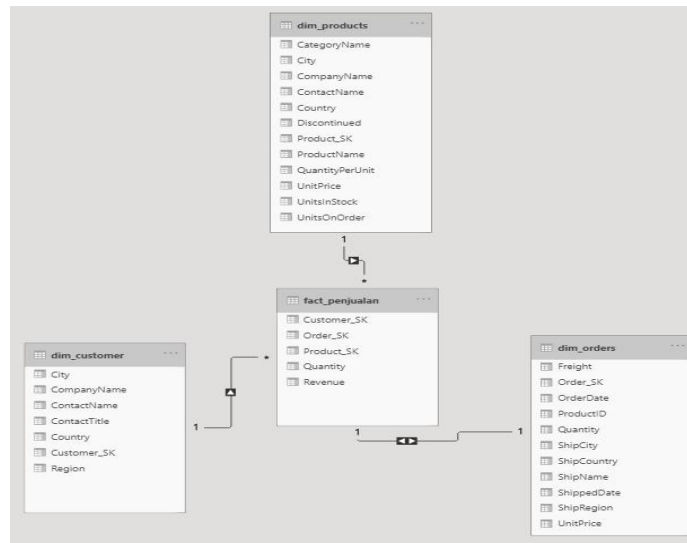 dim_products
CategoryName
City
CompanyName
ContactName
Country
Discontinued
Product_SK
ProductName
QuantityPerUnit
UnitPrice
UnitsInStock
UnitsOnOrder
1
*
fact_penjualan
Customer_SK
Order_SK
Product_SK
Quantity
Revenue
dim_customer
City
CompanyName
ContactName
ContactTitle
Country
Customer_SK
Region
1
*
1
1
dim_orders
Freight
Order_SK
OrderDate
ProductID
Quantity
ShipCity
ShipCountry
ShipName
ShippedDate
ShipRegion
UnitPrice